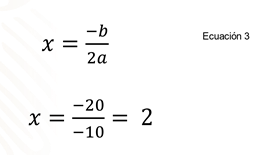 x = -b / 2a Ecuación 3
x = -20 / -10 = 2